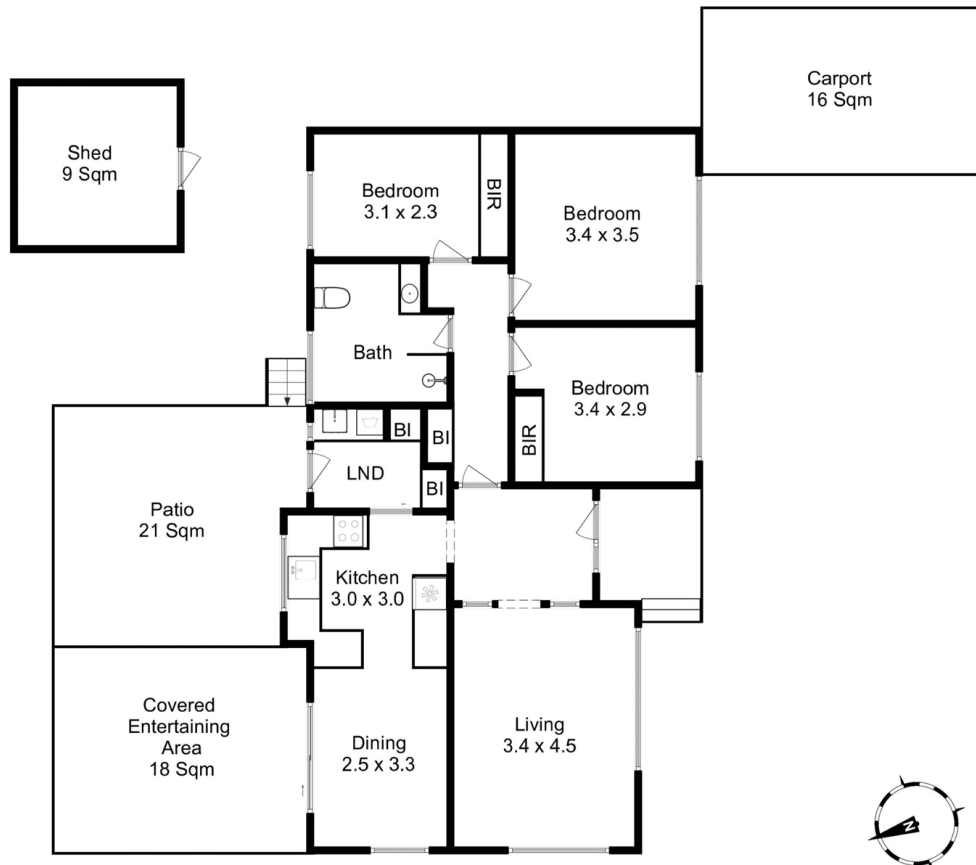 Carport
16 Sqm
Shed
9 Sqm
Bedroom
3.1 x 2.3
BIR
Bedroom
3.4 x 3.5
Bath
Bedroom
3.4 x 2.9
BIR
BI
BI
BI
LND
Patio
21 Sqm
Kitchen
3.0 x 3.0
Covered
Entertaining
Area
18 Sqm
Dining
2.5 x 3.3
Living
3.4 x 4.5
N